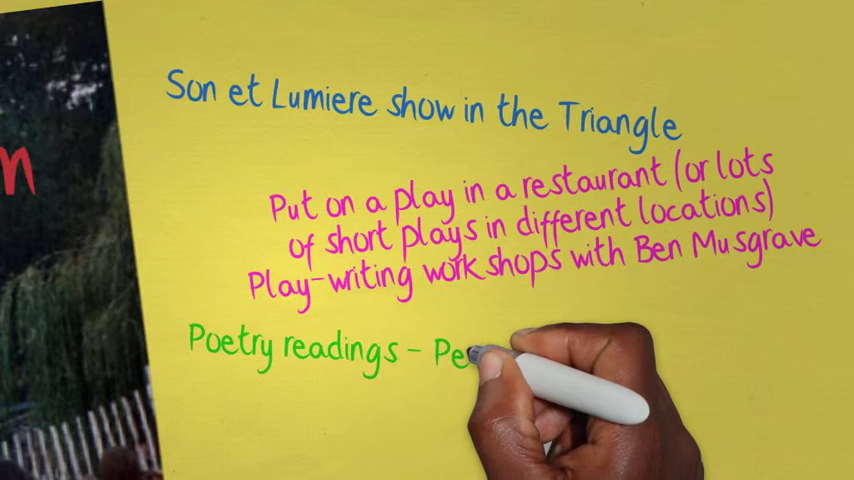 Son et Lumiere show in the Triangle
Put on a play in a restaurant (or lots
of short plays in different locations)
Play-writing workshops with Ben Musgrave
Poetry readings - Pe